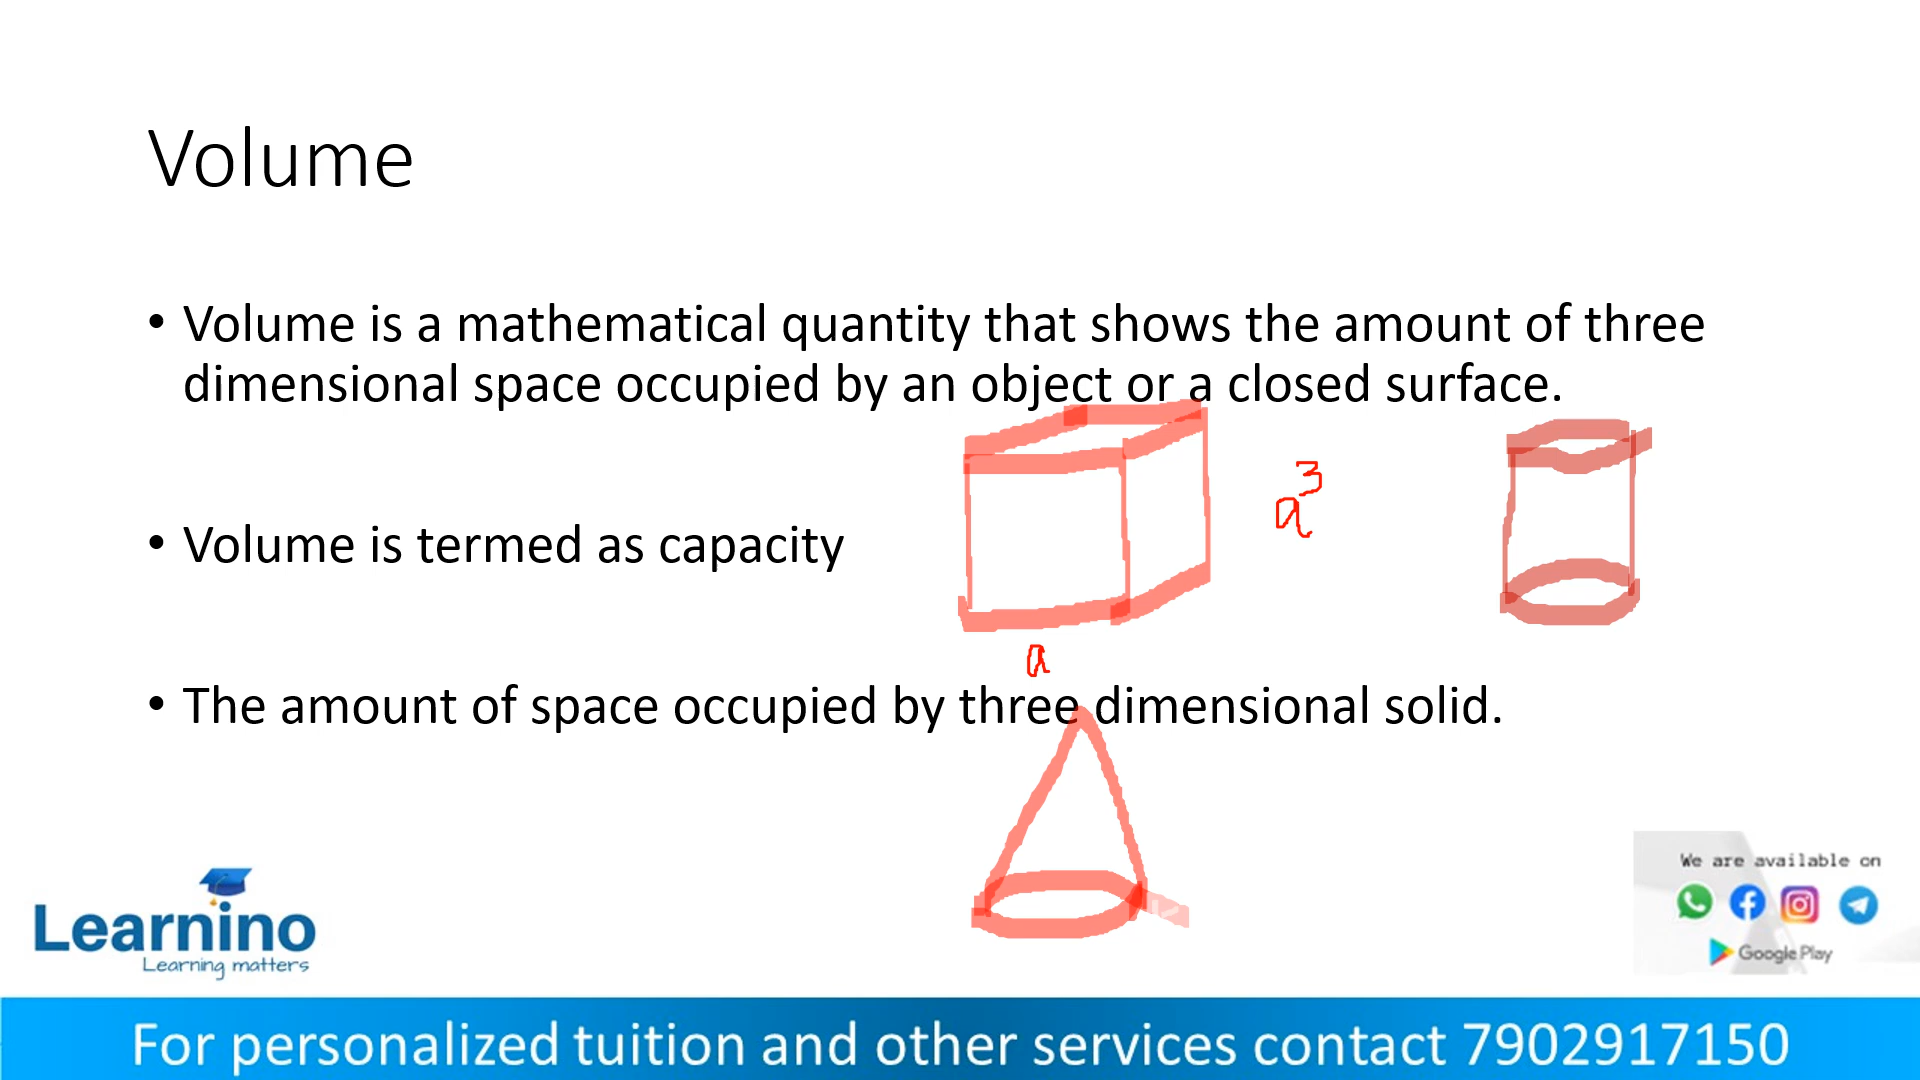 Volume
• Volume is a mathematical quantity that shows the amount of three
dimensional space occupied by an object or a closed surface.
a³
• Volume is termed as capacity
a
• The amount of space occupied by three dimensional solid.
We are available on
Google Play
Learnino
Learning matters
For personalized tuition and other services contact 7902917150